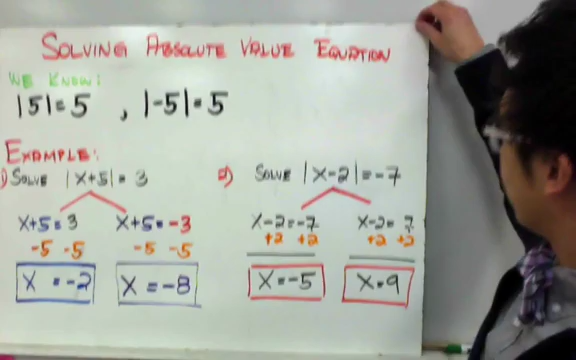 SOLVING ABSOLUTE VALUE EQUATION
WE KNOW:
|5| = 5 , |-5| = 5
EXAMPLE:
1) SOLVE |X+5| = 3
X+5 = 3 X+5 = -3
-5 -5 -5 -5
X = -2 X = -8
2) SOLVE |X-2| = -7
X-2 = -7 X-2 = 7
+2 +2 +2 +2
X = -5 X = 9